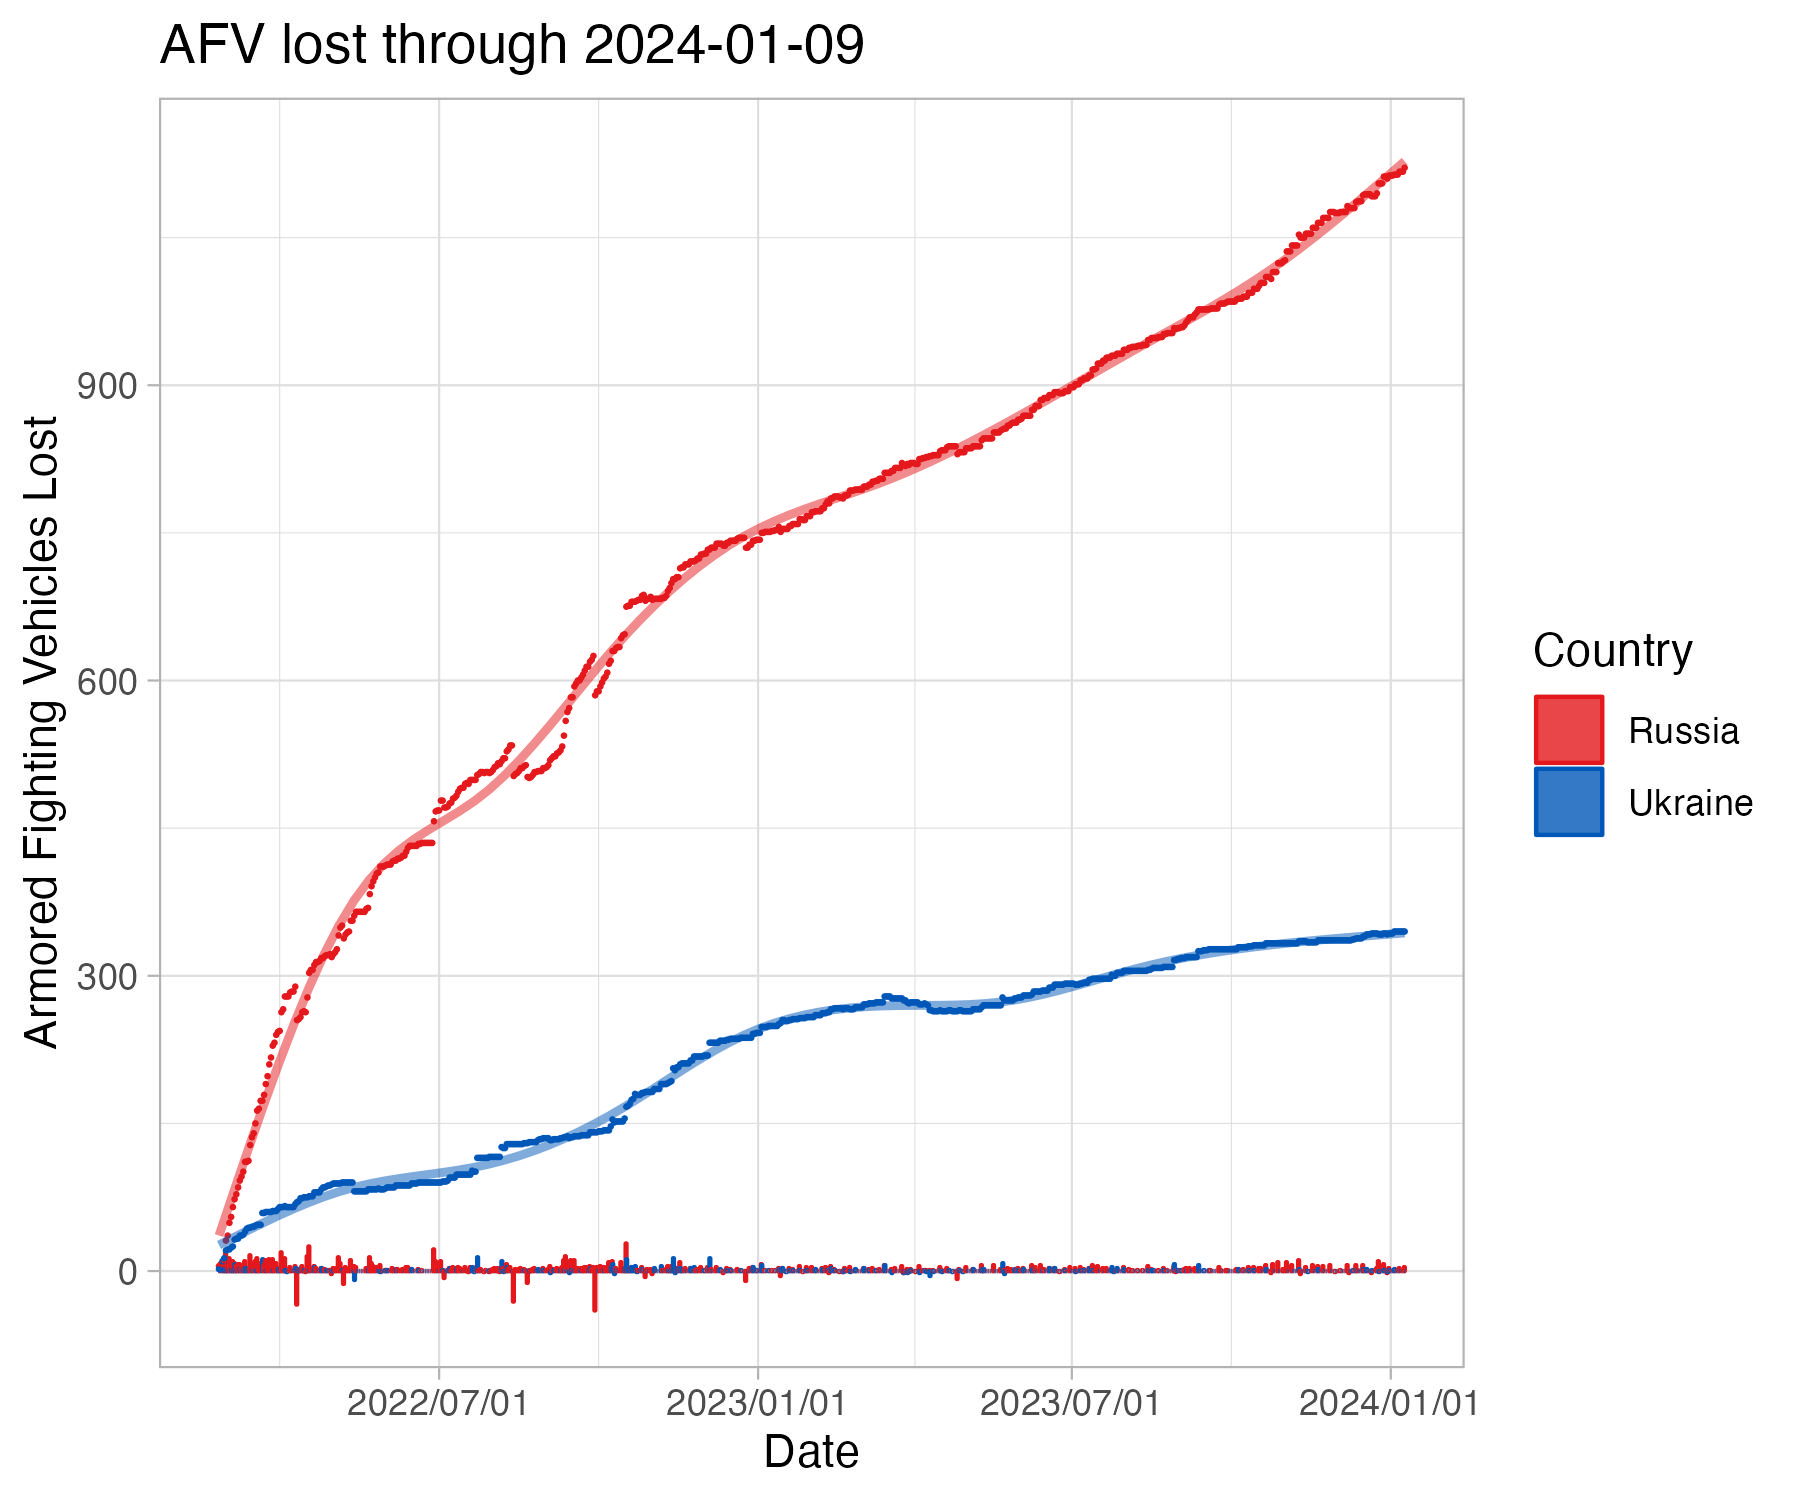 AFV lost through 2024-01-09
Armored Fighting Vehicles Lost
900
600
300
0
2022/07/01
2023/01/01
2023/07/01
2024/01/01
Date
Country
Russia
Ukraine